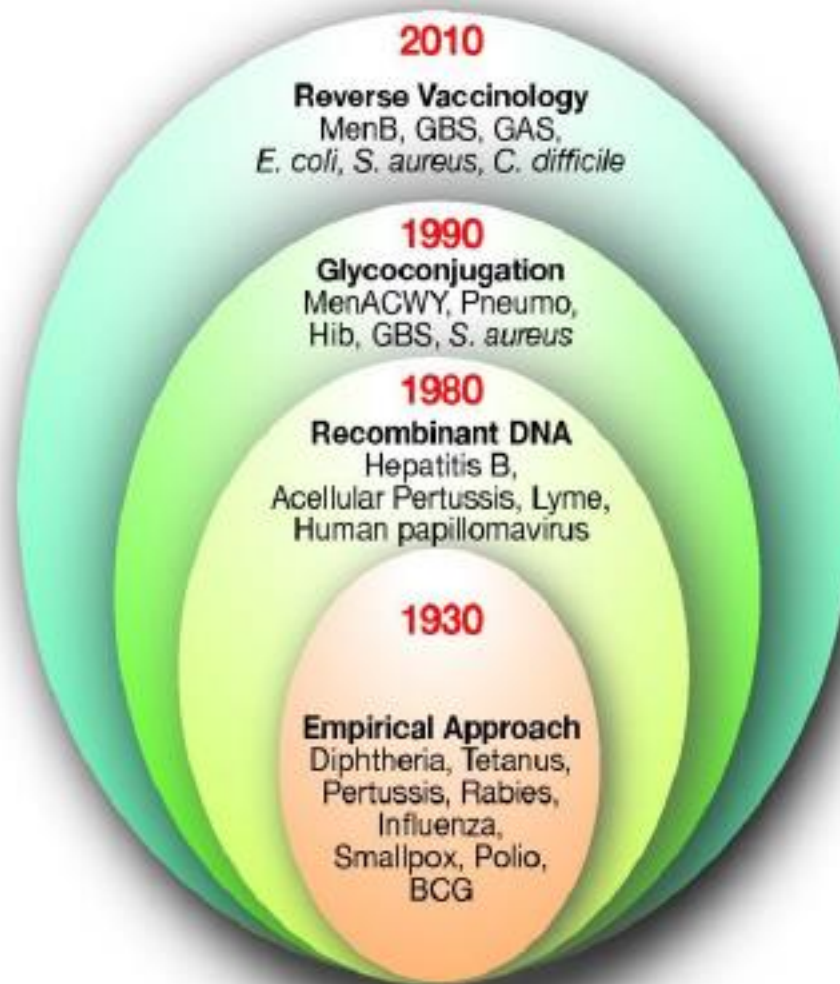 2010
Reverse Vaccinology
MenB, GBS, GAS,
E. coli, S. aureus, C. difficile
1990
Glycoconjugation
MenACWY, Pneumo,
Hib, GBS, S. aureus
1980
Recombinant DNA
Hepatitis B,
Acellular Pertussis, Lyme,
Human papillomavirus
1930
Empirical Approach
Diphtheria, Tetanus,
Pertussis, Rabies,
Influenza,
Smallpox, Polio,
BCG